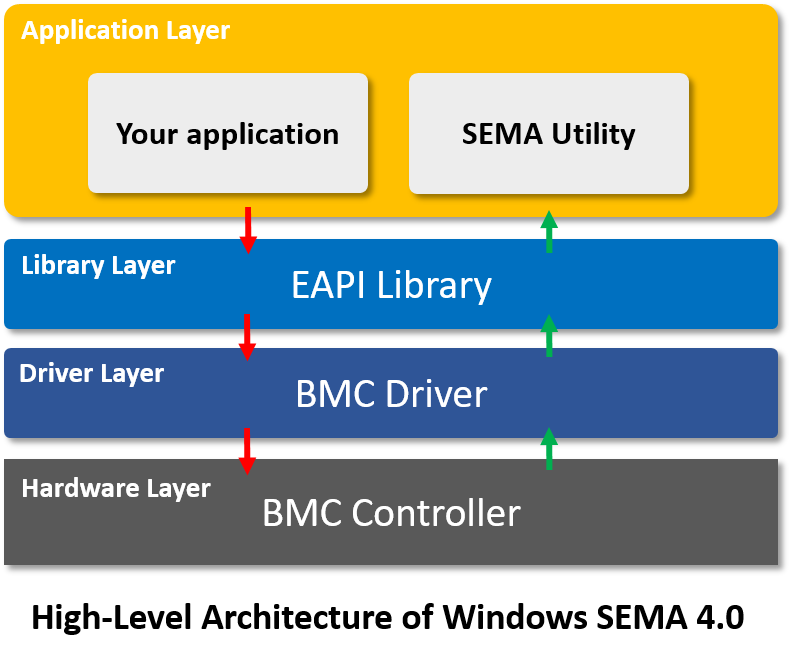 Application Layer
Your application
SEMA Utility
Library Layer
EAPI Library
Driver Layer
BMC Driver
Hardware Layer
BMC Controller
High-Level Architecture of Windows SEMA 4.0